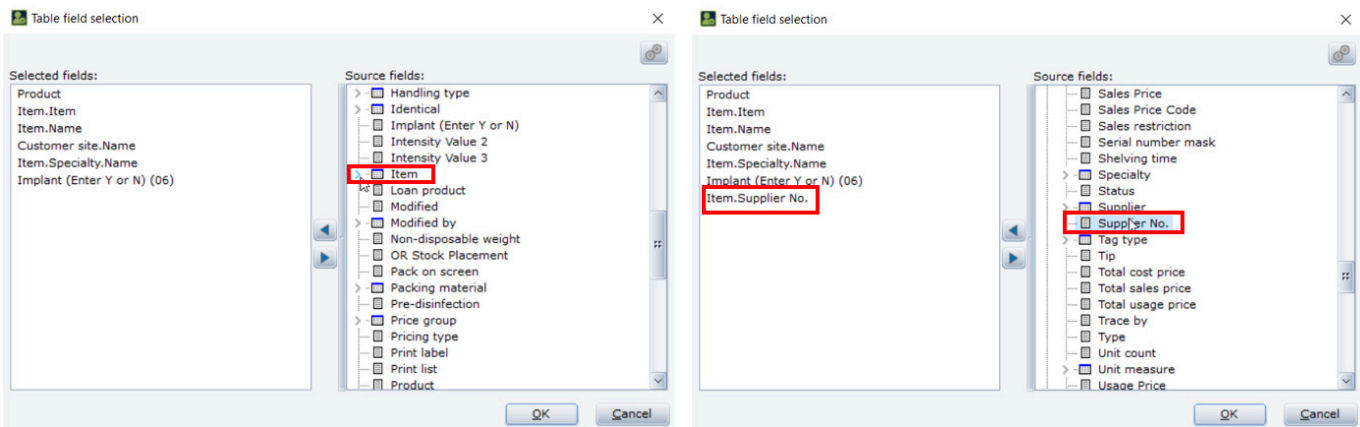 Table field selection
Selected fields:
Product
Item.Item
Item.Name
Customer site.Name
Item.Specialty.Name
Implant (Enter Y or N) (06)
Source fields:
Handling type
Identical
Implant (Enter Y or N)
Intensity Value 2
Intensity Value 3
Item
Loan product
Modified
Modified by
Non-disposable weight
OR Stock Placement
Pack on screen
Packing material
Pre-disinfection
Price group
Pricing type
Print label
Print list
Product
OK
Cancel
Table field selection
Selected fields:
Product
Item.Item
Item.Name
Customer site.Name
Item.Specialty.Name
Implant (Enter Y or N) (06)
Item.Supplier No.
Source fields:
Sales Price
Sales Price Code
Sales restriction
Serial number mask
Shelving time
Specialty
Status
Supplier
Supplier No.
Tag type
Tip
Total cost price
Total sales price
Total usage price
Trace by
Type
Unit count
Unit measure
Usage Price
OK
Cancel